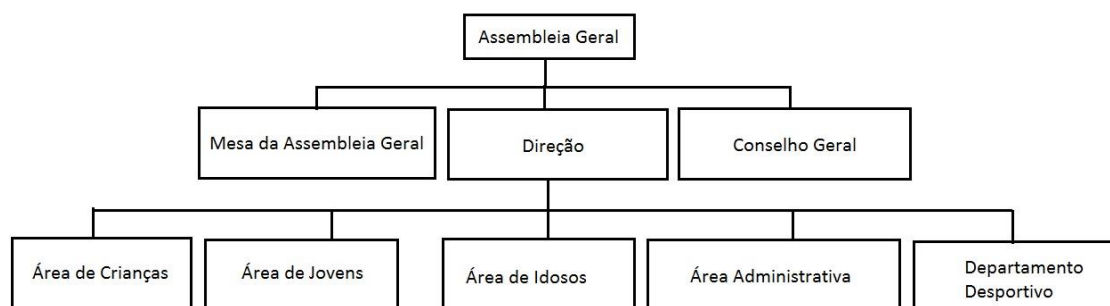 Assembleia Geral
Mesa da Assembleia Geral
Direção
Conselho Geral
Área de Crianças
Área de Jovens
Área de Idosos
Área Administrativa
Departamento
Desportivo